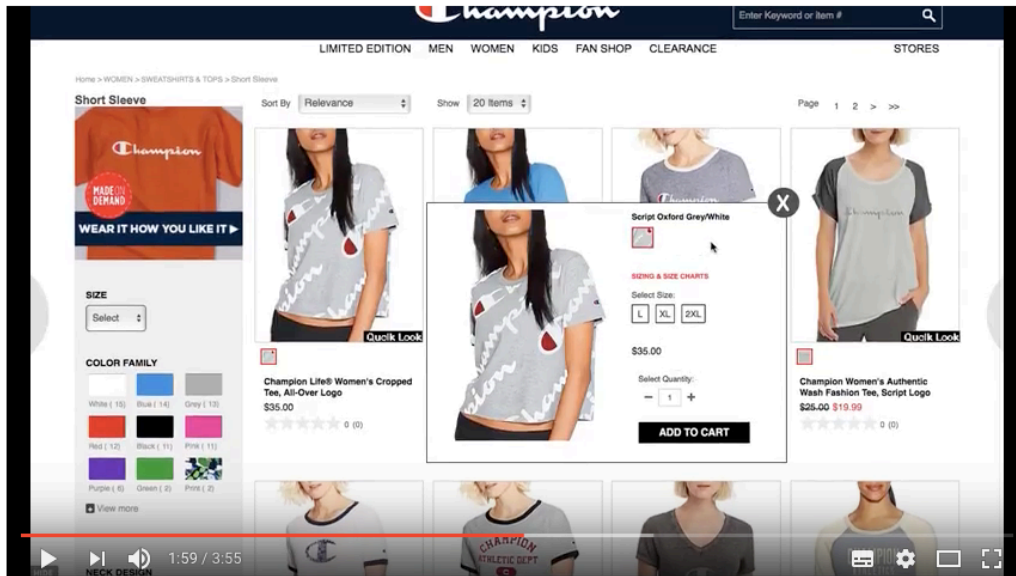 Champion
Enter Keyword or item #
LIMITED EDITION MEN WOMEN KIDS FAN SHOP CLEARANCE STORES
Home > WOMEN > SWEATSHIRTS & TOPS > Short Sleeve
Short Sleeve
Sort By Relevance Show 20 Items Page 1 2 > >>
Champion
MADE ON
DEMAND
WEAR IT HOW YOU LIKE IT
Champion
Champion
X
Script Oxford Grey/White
SIZING & SIZE CHARTS
Select Size:
L XL 2XL
$35.00
Select Quantity:
− 1 +
ADD TO CART
SIZE
Select
COLOR FAMILY
White ( 15) Blue ( 14) Grey ( 13)
Red ( 12) Black ( 11) Pink ( 11)
Purple ( 6) Green ( 2) Print ( 2)
View more
NECK DESIGN
Qucik Look
Champion Life® Women's Cropped
Tee, All-Over Logo
$35.00
0 (0)
Qucik Look
Champion Women's Authentic
Wash Fashion Tee, Script Logo
$25.00 $19.99
0 (0)
CHAMPION
ATHLETIC DEPT
1:59 / 3:55